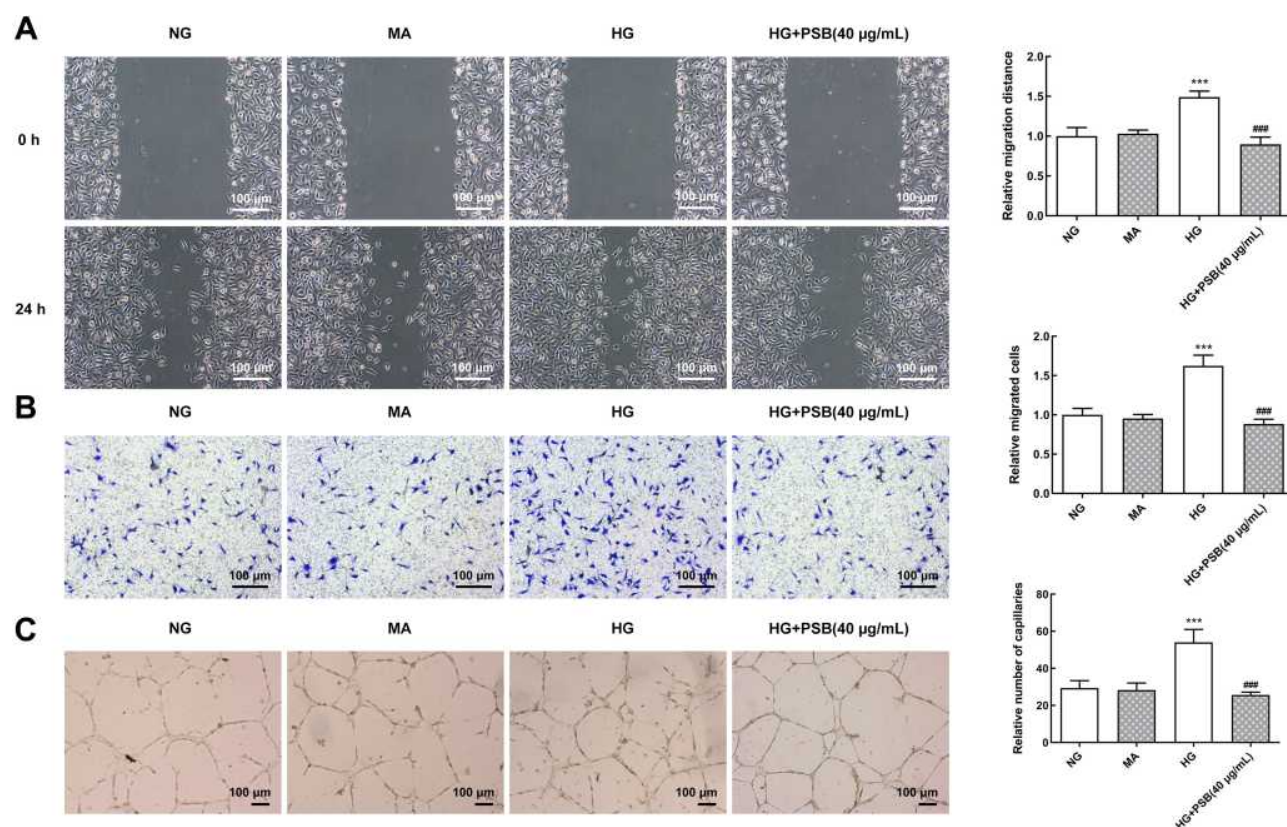 A
NG MA HG HG+PSB(40 µg/mL)
0 h
100 µm 100 µm 100 µm 100 µm
24 h
100 µm 100 µm 100 µm 100 µm
Relative migration distance
2.0
1.5
1.0
0.5
0.0
***
###
NG MA HG HG+PSB(40 µg/mL)
B
NG MA HG HG+PSB(40 µg/mL)
100 µm 100 µm 100 µm 100 µm
Relative migrated cells
2.0
1.5
1.0
0.5
0.0
***
###
NG MA HG HG+PSB(40 µg/mL)
C
NG MA HG HG+PSB(40 µg/mL)
100 µm 100 µm 100 µm 100 µm
Relative number of capillaries
80
60
40
20
0
***
###
NG MA HG HG+PSB(40 µg/mL)